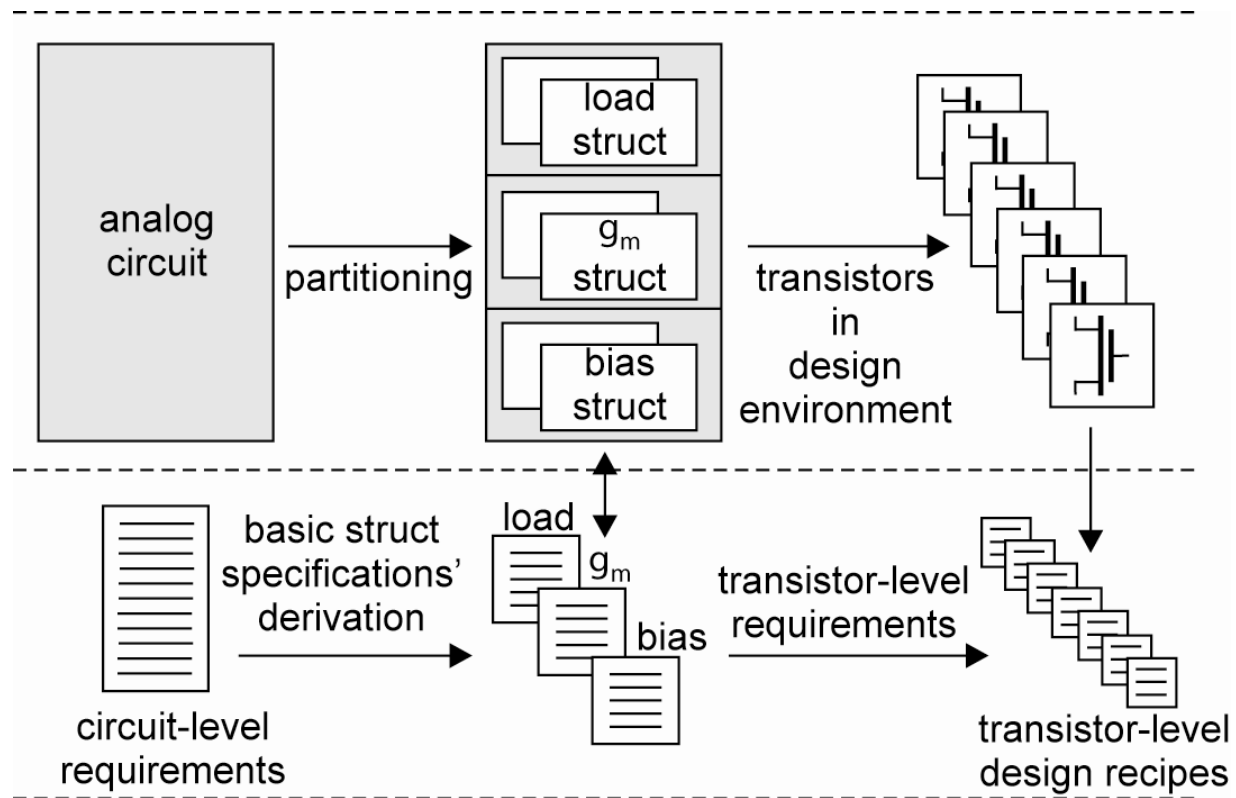 analog
circuit
partitioning
load
struct
gm
struct
bias
struct
transistors
in
design
environment
circuit-level
requirements
basic struct
specifications’
derivation
load
gm
bias
transistor-level
requirements
transistor-level
design recipes